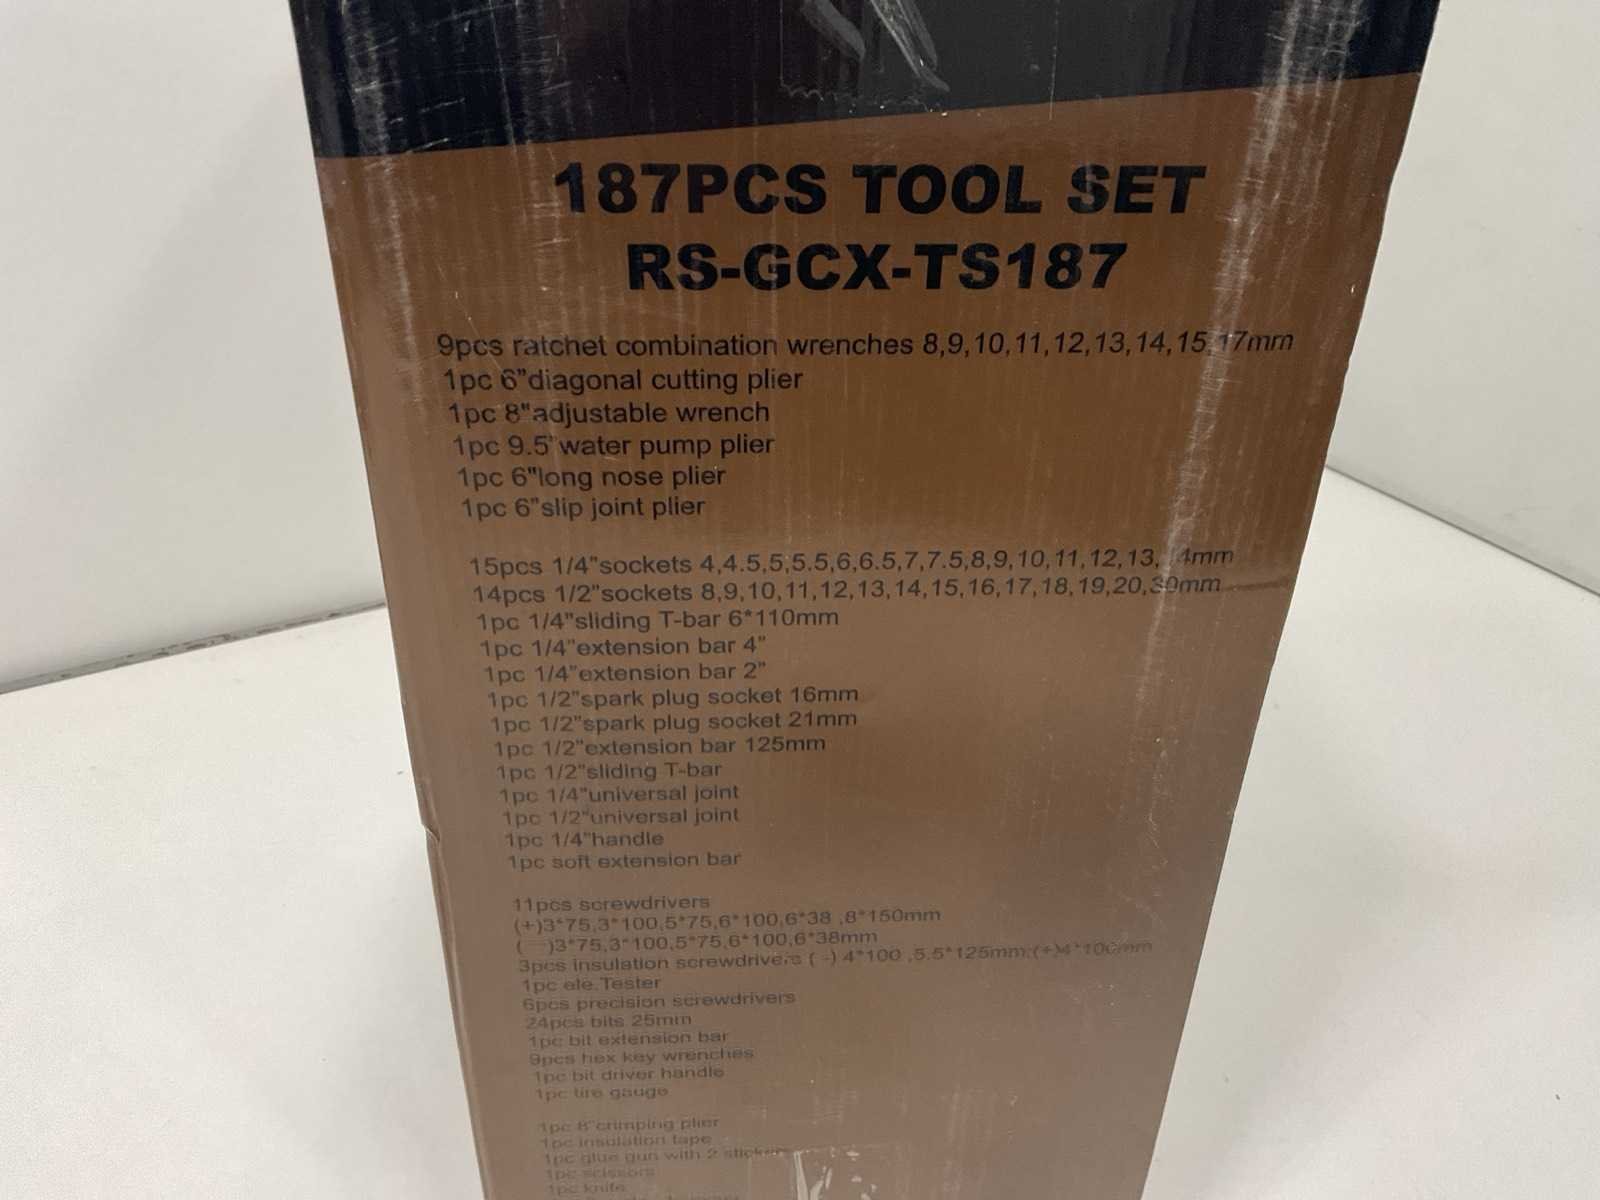 187PCS TOOL SET
RS-GCX-TS187
9pcs ratchet combination wrenches 8,9,10,11,12,13,14,15,17mm
1pc 6"diagonal cutting plier
1pc 8"adjustable wrench
1pc 9.5"water pump plier
1pc 6"long nose plier
1pc 6"slip joint plier
15pcs 1/4"sockets 4,4.5,5,5.5,6,6.5,7,7.5,8,9,10,11,12,13,14mm
14pcs 1/2"sockets 8,9,10,11,12,13,14,15,16,17,18,19,20,30mm
1pc 1/4"sliding T-bar 6*110mm
1pc 1/4"extension bar 4"
1pc 1/4"extension bar 2"
1pc 1/2"spark plug socket 16mm
1pc 1/2"spark plug socket 21mm
1pc 1/2"extension bar 125mm
1pc 1/2"sliding T-bar
1pc 1/4"universal joint
1pc 1/2"universal joint
1pc 1/4"handle
1pc soft extension bar
11pcs screwdrivers
(+)3*75,3*100,5*75,6*100,6*38 ,8*150mm
(—)3*75,3*100,5*75,6*100,6*38mm
3pcs insulation screwdrivers (-) 4*100 ,5.5*125mm;(+)4*100mm
1pc ele.Tester
6pcs precision screwdrivers
24pcs bits 25mm
1pc bit extension bar
9pcs hex key wrenches
1pc bit driver handle
1pc tire gauge
1pc 8"crimping plier
1pc insulation tape
1pc glue gun with 2 sticks
1pc scissors
1pc knife